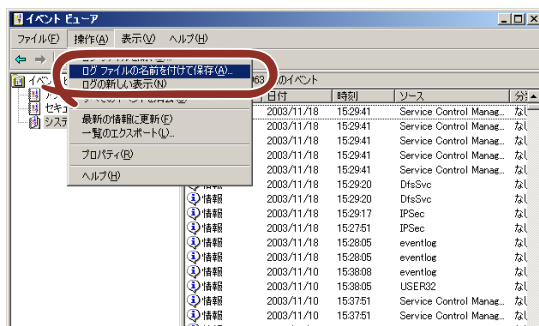 イベント ビューア
ファイル(F) 操作(A) 表示(V) ヘルプ(H)
ログ ファイルの名前を付けて保存(A)...
ログの新しい表示(N)
最新の情報に更新(F)
一覧のエクスポート(L)...
プロパティ(R)
ヘルプ(H)
のイベント
日付 時刻 ソース
2003/11/18 15:29:41 Service Control Manag...
2003/11/18 15:29:41 Service Control Manag...
2003/11/18 15:29:41 Service Control Manag...
2003/11/18 15:29:41 Service Control Manag...
情報 2003/11/18 15:29:20 DfsSvc
情報 2003/11/18 15:29:20 DfsSvc
情報 2003/11/18 15:29:17 IPSec
情報 2003/11/18 15:27:51 IPSec
情報 2003/11/18 15:28:05 eventlog
情報 2003/11/18 15:28:05 eventlog
情報 2003/11/10 15:38:08 eventlog
情報 2003/11/10 15:38:05 USER32
情報 2003/11/10 15:37:51 Service Control Manag...
情報 2003/11/10 15:37:51 Service Control Manag...